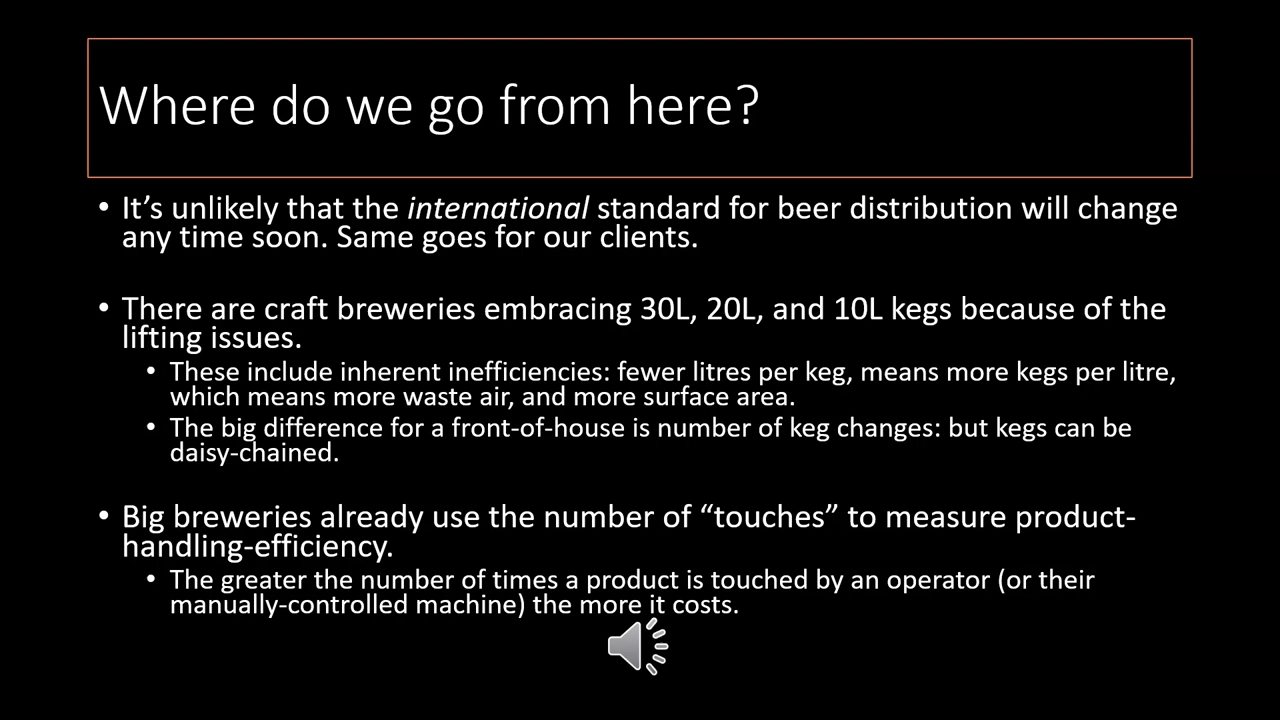 Where do we go from here?
• It’s unlikely that the international standard for beer distribution will change
any time soon. Same goes for our clients.
• There are craft breweries embracing 30L, 20L, and 10L kegs because of the
lifting issues.
• These include inherent inefficiencies: fewer litres per keg, means more kegs per litre,
which means more waste air, and more surface area.
• The big difference for a front-of-house is number of keg changes: but kegs can be
daisy-chained.
• Big breweries already use the number of “touches” to measure product-
handling-efficiency.
• The greater the number of times a product is touched by an operator (or their
manually-controlled machine) the more it costs.